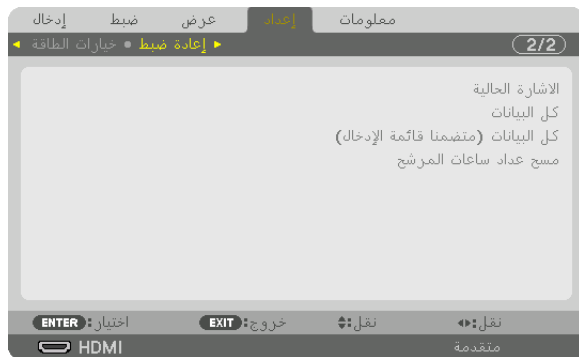 إدخال ضبط عرض إعداد معلومات
◄ خيارات الطاقة • إعادة ضبط ► 2/2
الاشارة الحالية
كل البيانات
كل البيانات (متضمنا قائمة الإدخال)
مسح عداد ساعات المرشح
ENTER :اختيار EXIT :خروج نقل: نقل:
HDMI متقدمة